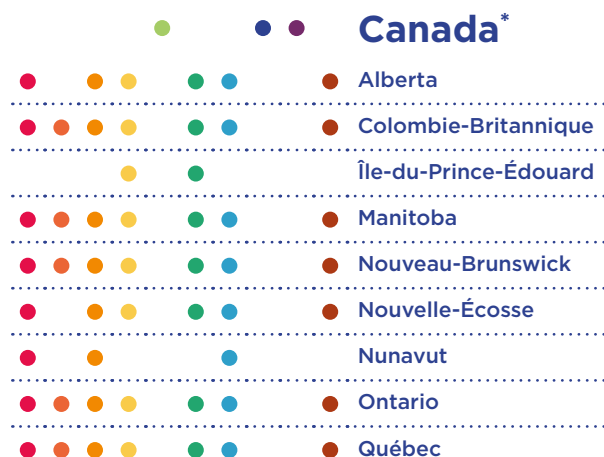 Canada*
Alberta
Colombie-Britannique
Île-du-Prince-Édouard
Manitoba
Nouveau-Brunswick
Nouvelle-Écosse
Nunavut
Ontario
Québec